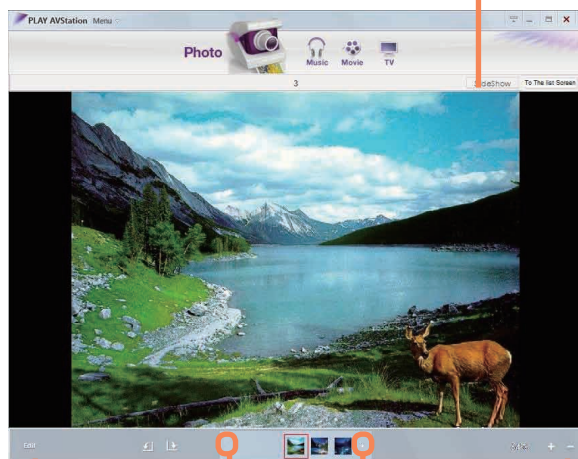 PLAY AVStation Menu
Photo
Music Movie TV
3
SlideShow To The list Screen
Edit